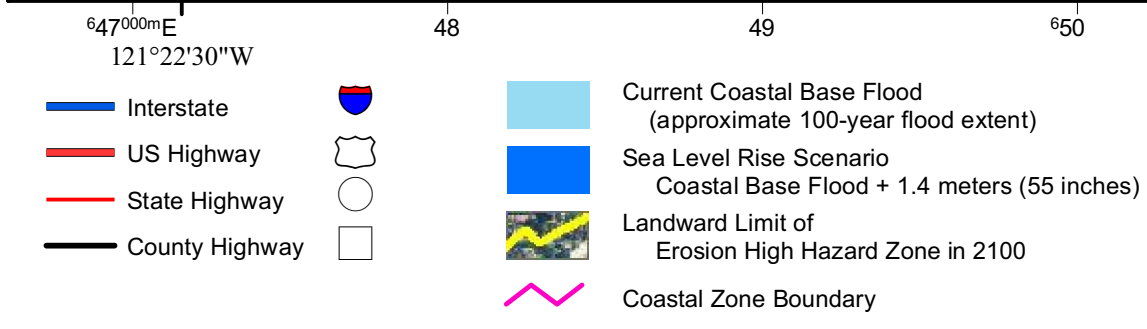 ⁶47⁰⁰⁰ᵐE 48 49 ⁶50
121°22'30"W
Interstate
US Highway
State Highway
County Highway
Current Coastal Base Flood
(approximate 100-year flood extent)
Sea Level Rise Scenario
Coastal Base Flood + 1.4 meters (55 inches)
Landward Limit of
Erosion High Hazard Zone in 2100
Coastal Zone Boundary